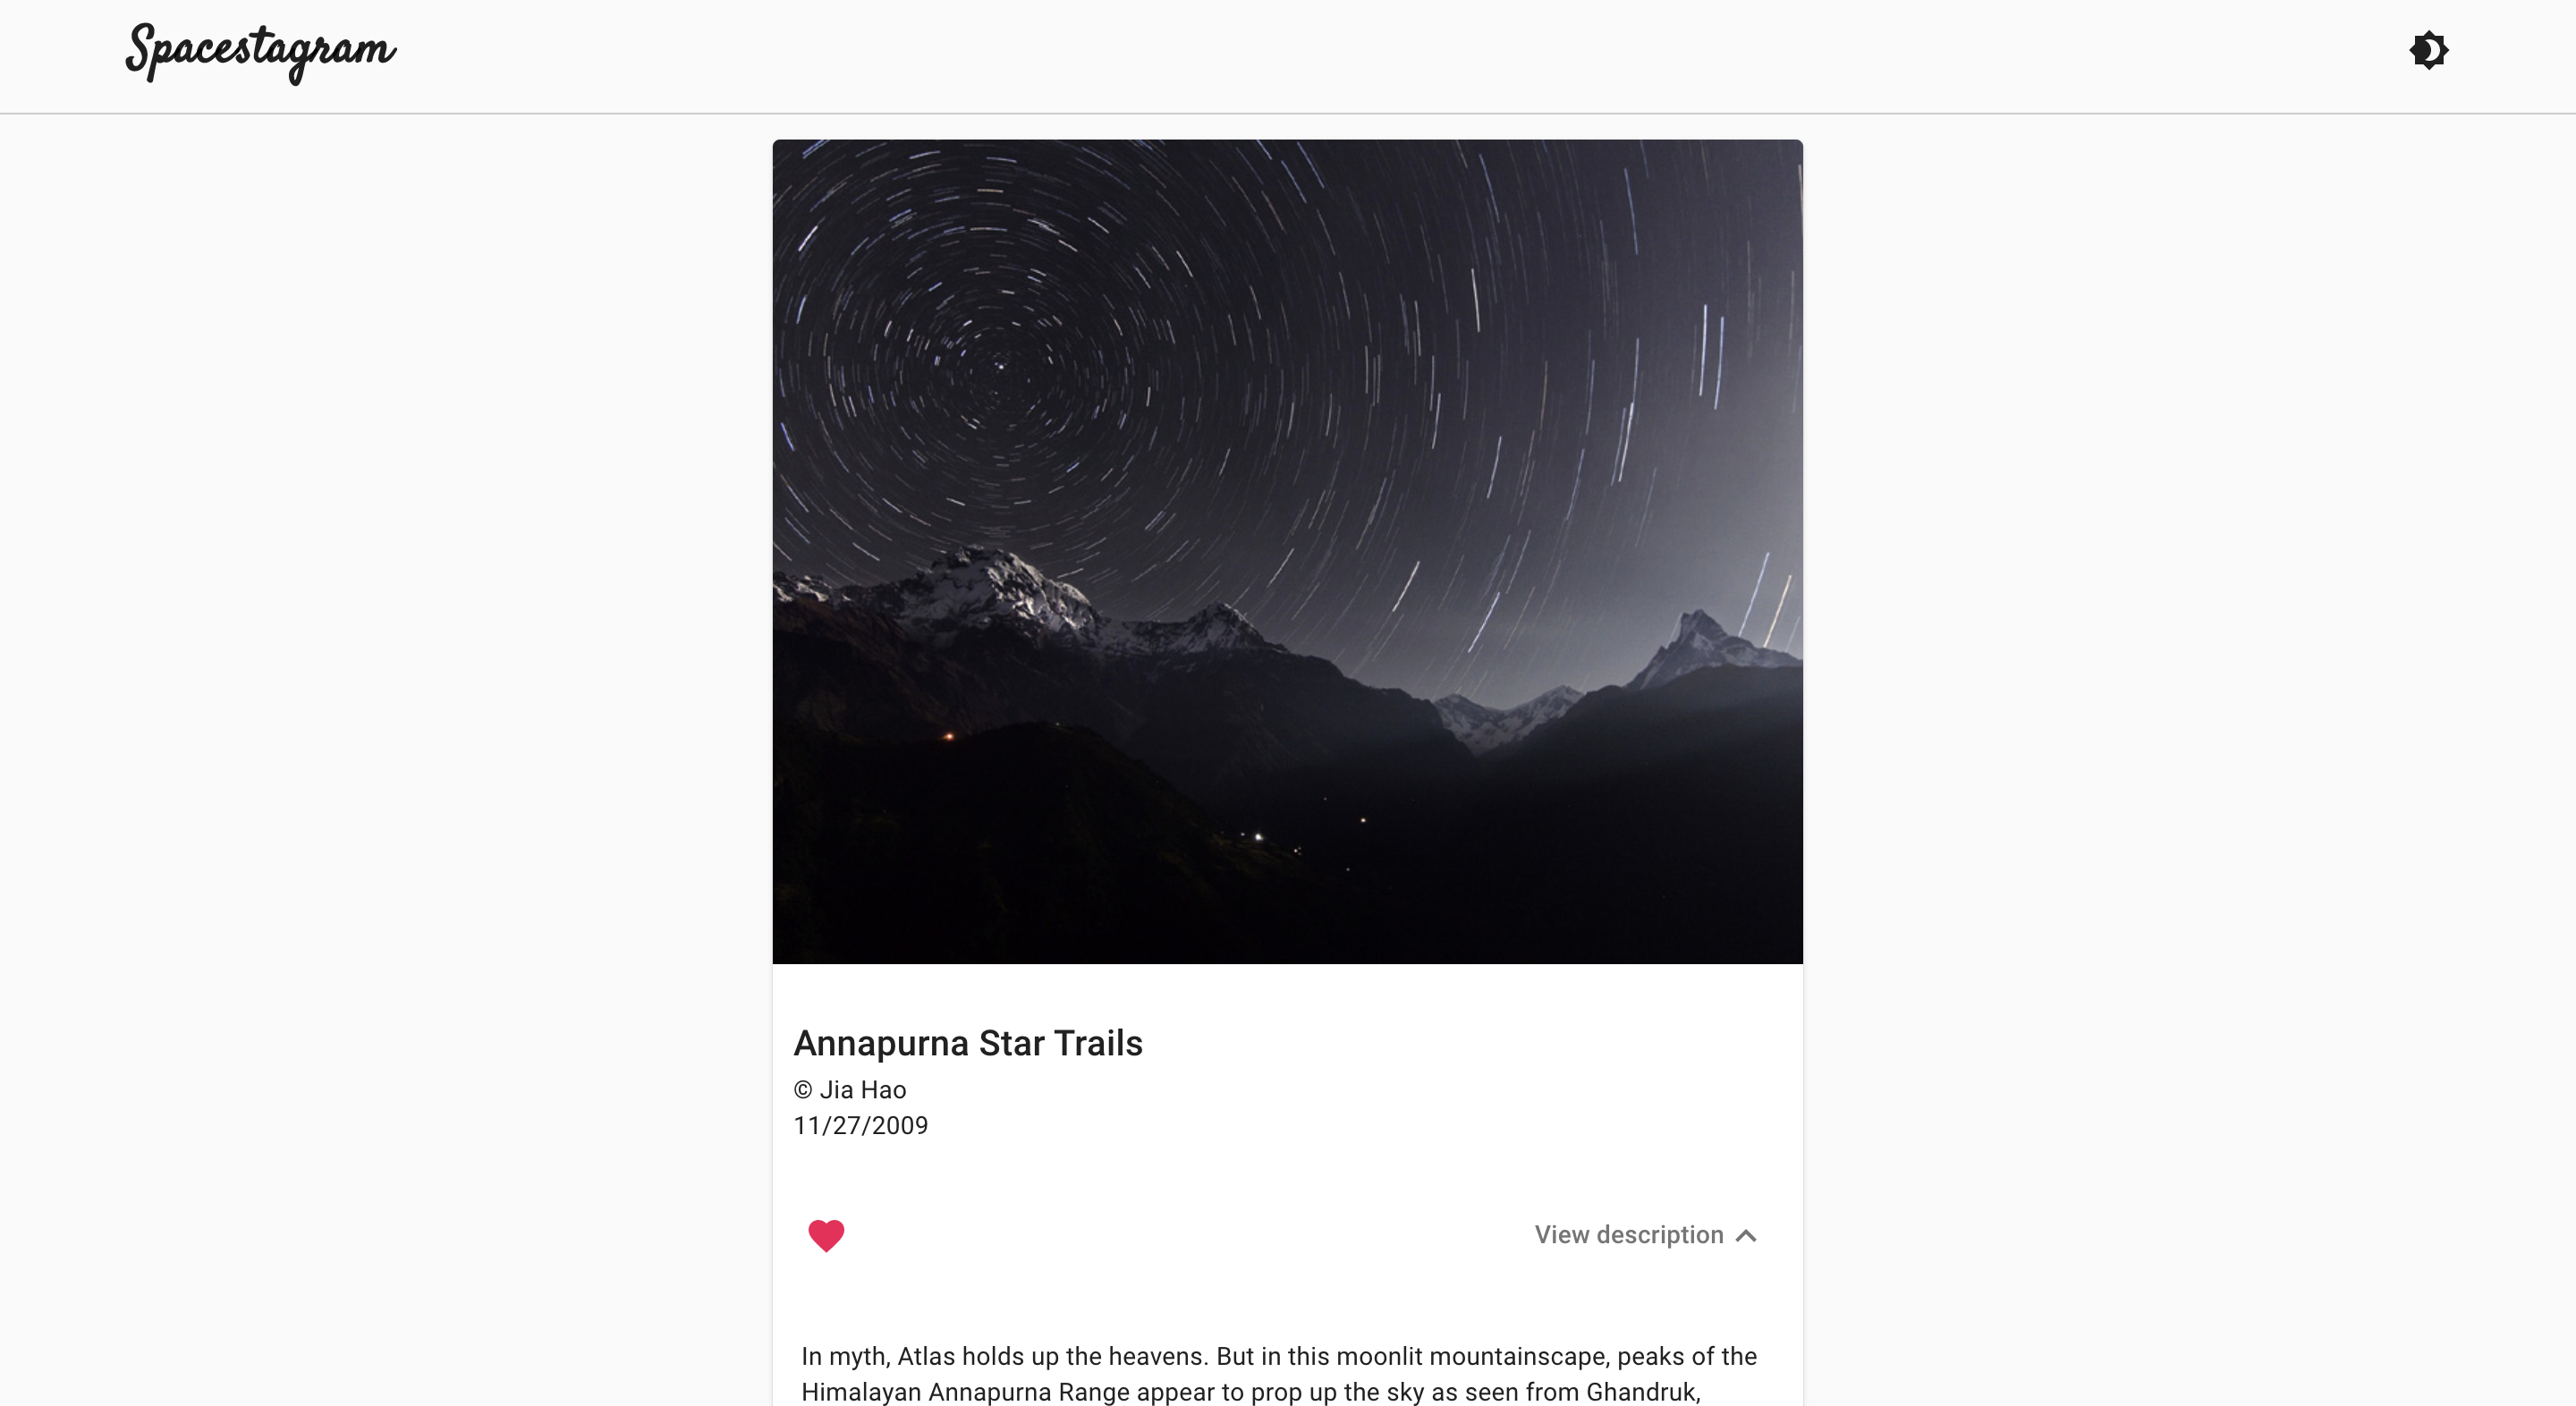 Spacestagram
Annapurna Star Trails
© Jia Hao
11/27/2009
View description
In myth, Atlas holds up the heavens. But in this moonlit mountainscape, peaks of the
Himalayan Annapurna Range appear to prop up the sky as seen from Ghandruk,